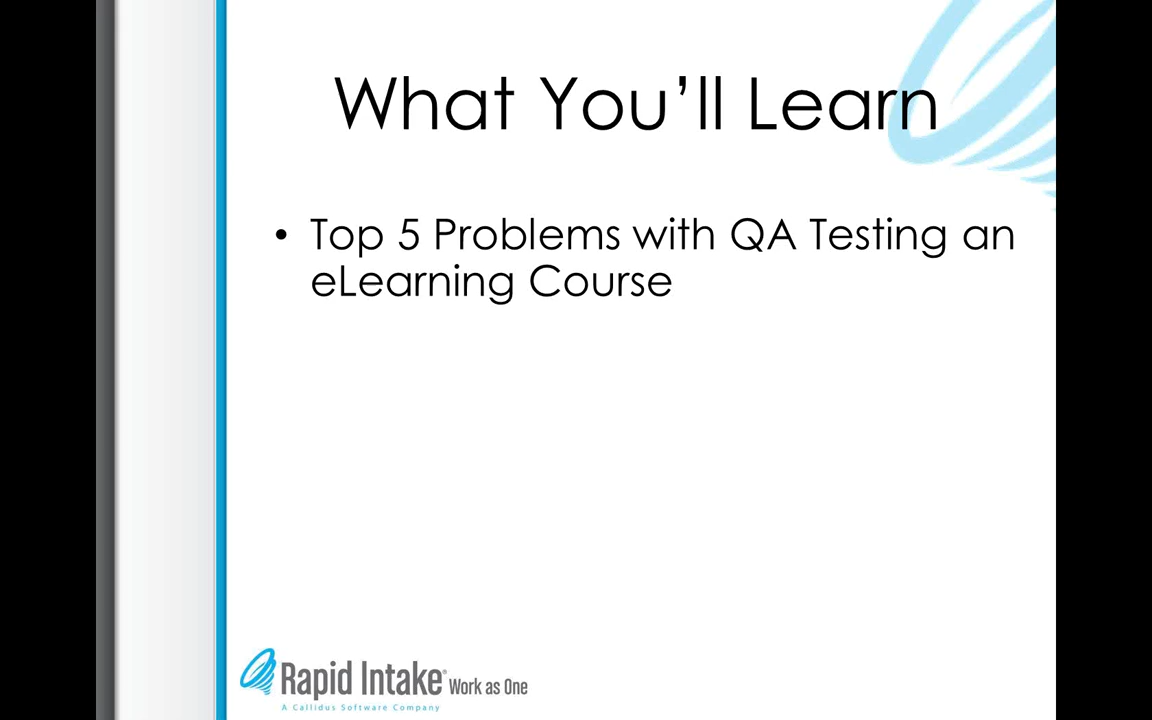 What You’ll Learn
• Top 5 Problems with QA Testing an
eLearning Course
Rapid Intake® Work as One
A Callidus Software Company